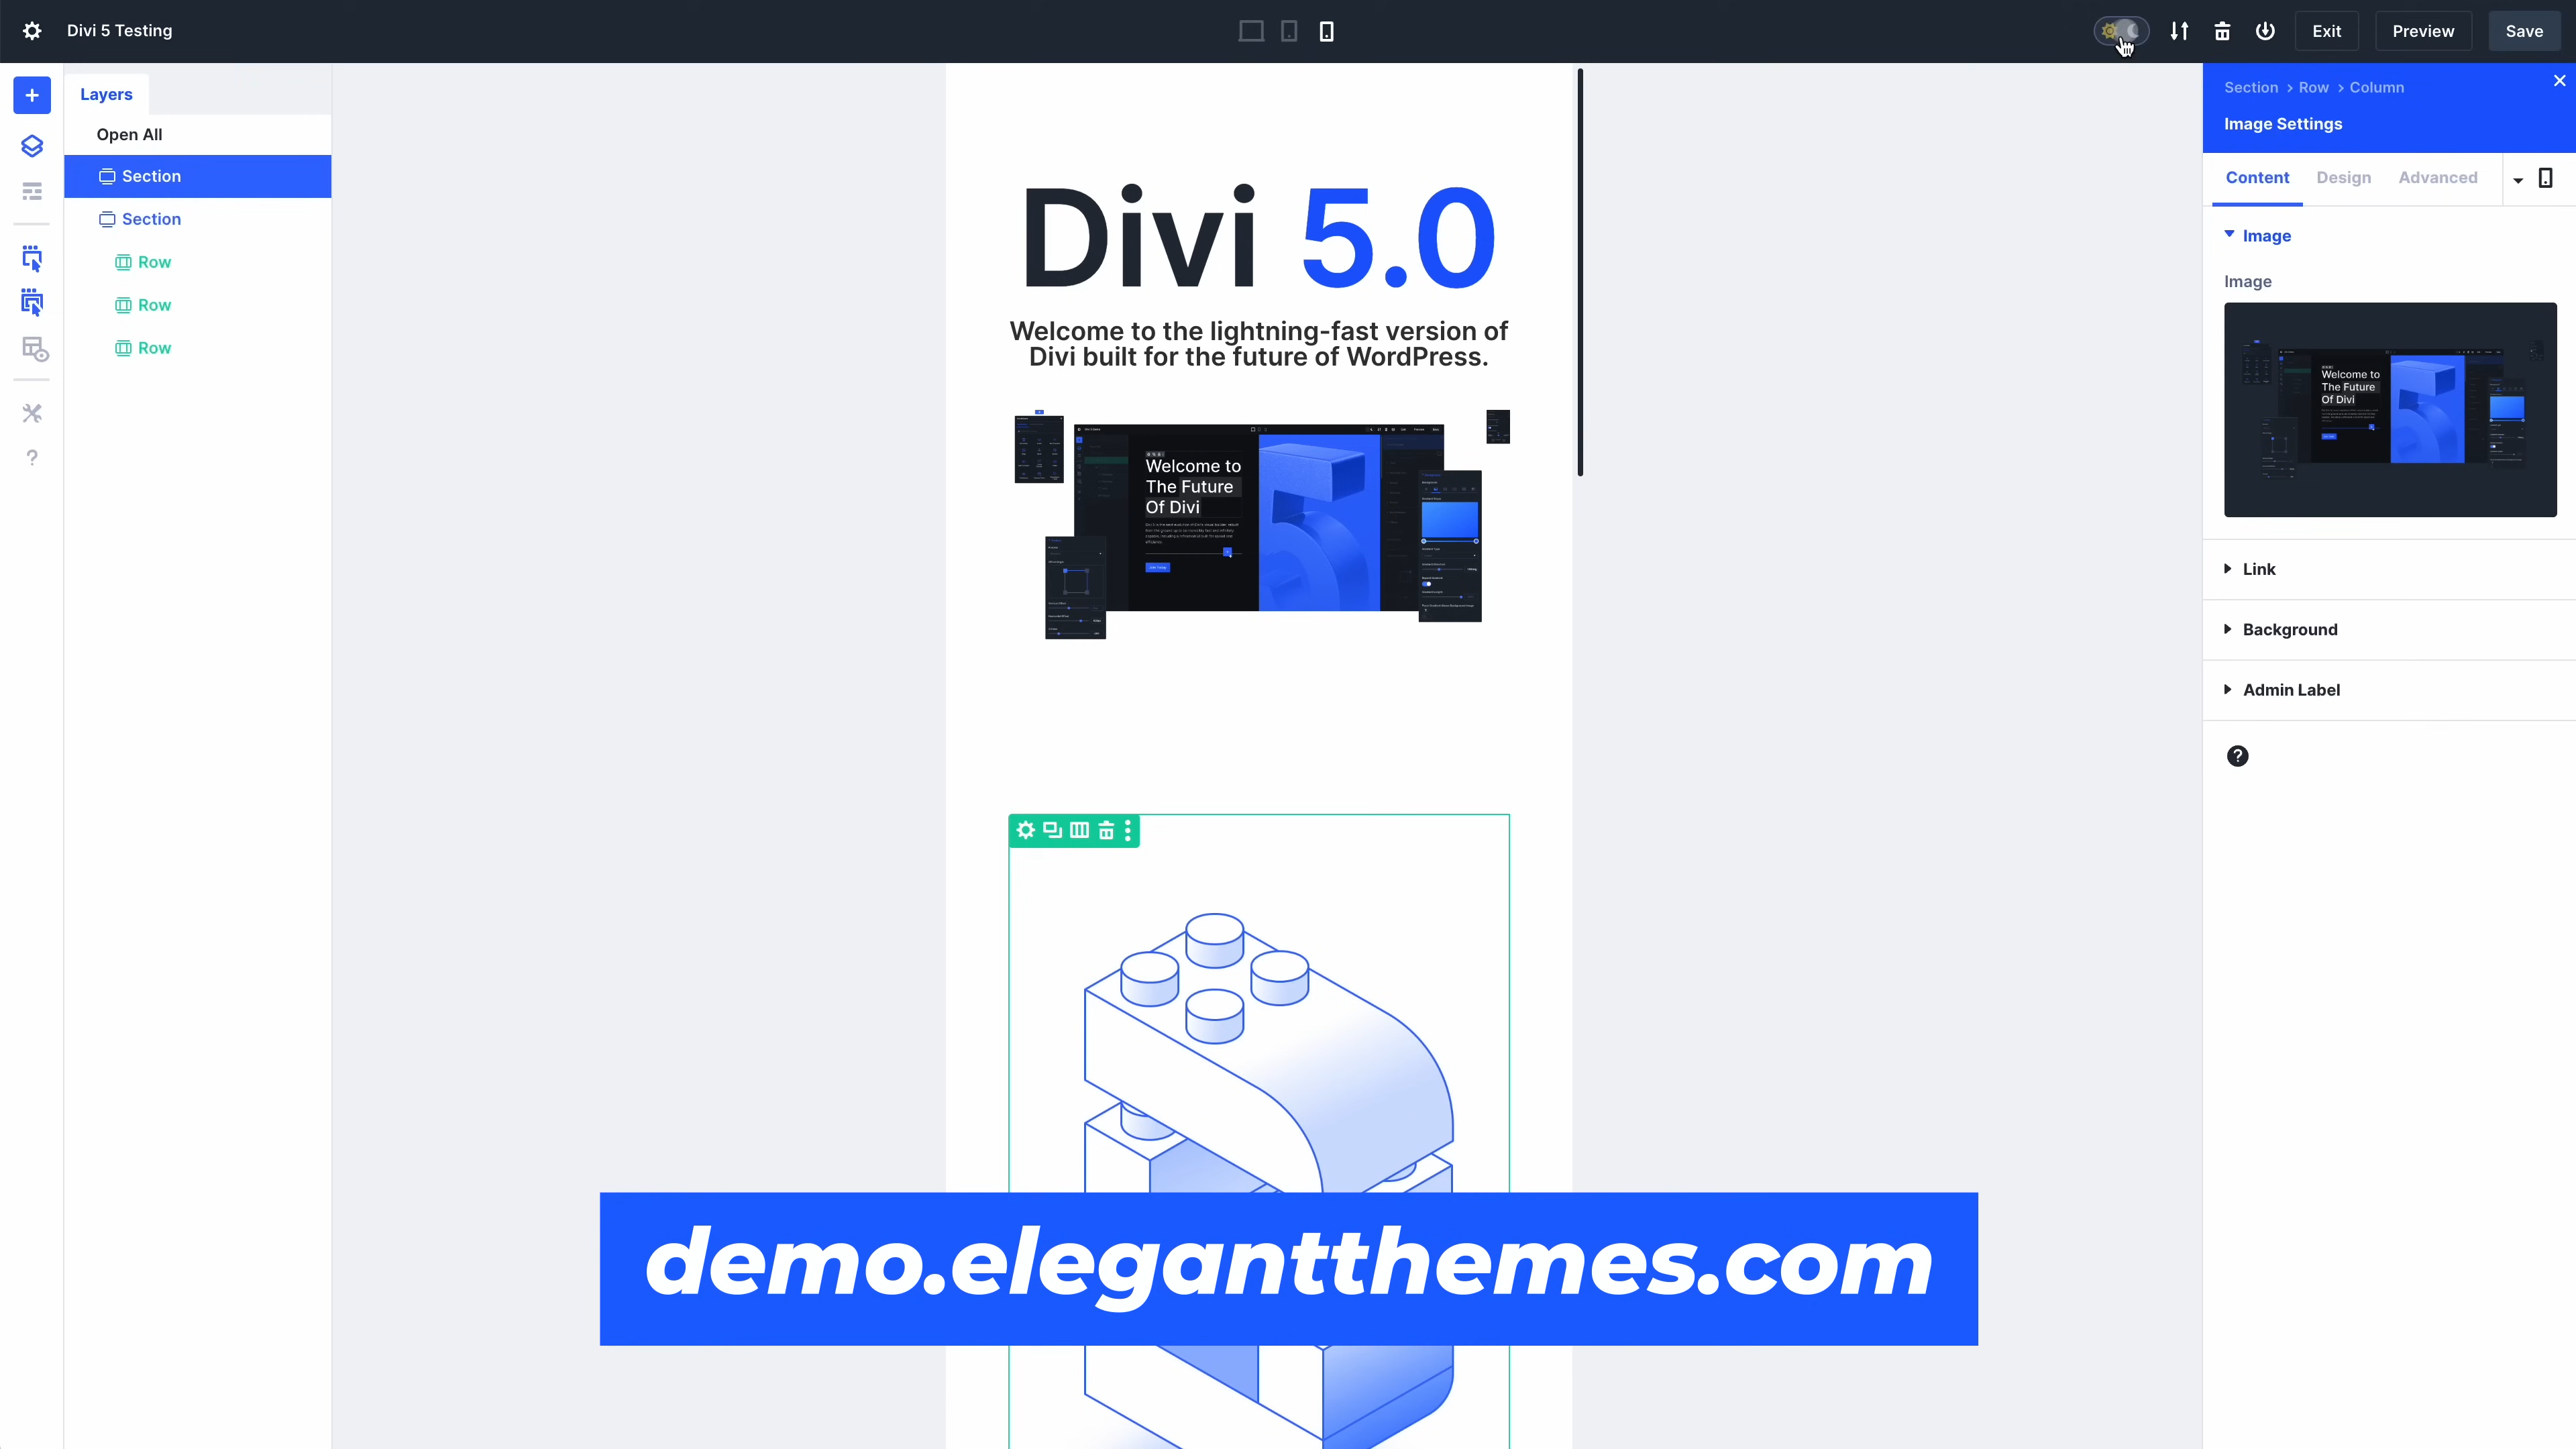 Divi 5 Testing
Exit
Preview
Save
Layers
Open All
Section
Section
Row
Row
Row
Divi 5.0
Welcome to the lightning-fast version of
Divi built for the future of WordPress.
Welcome to
The Future
Of Divi
demo.elegantthemes.com
Section > Row > Column
Image Settings
Content
Design
Advanced
Image
Image
Welcome to
The Future
Of Divi
Link
Background
Admin Label